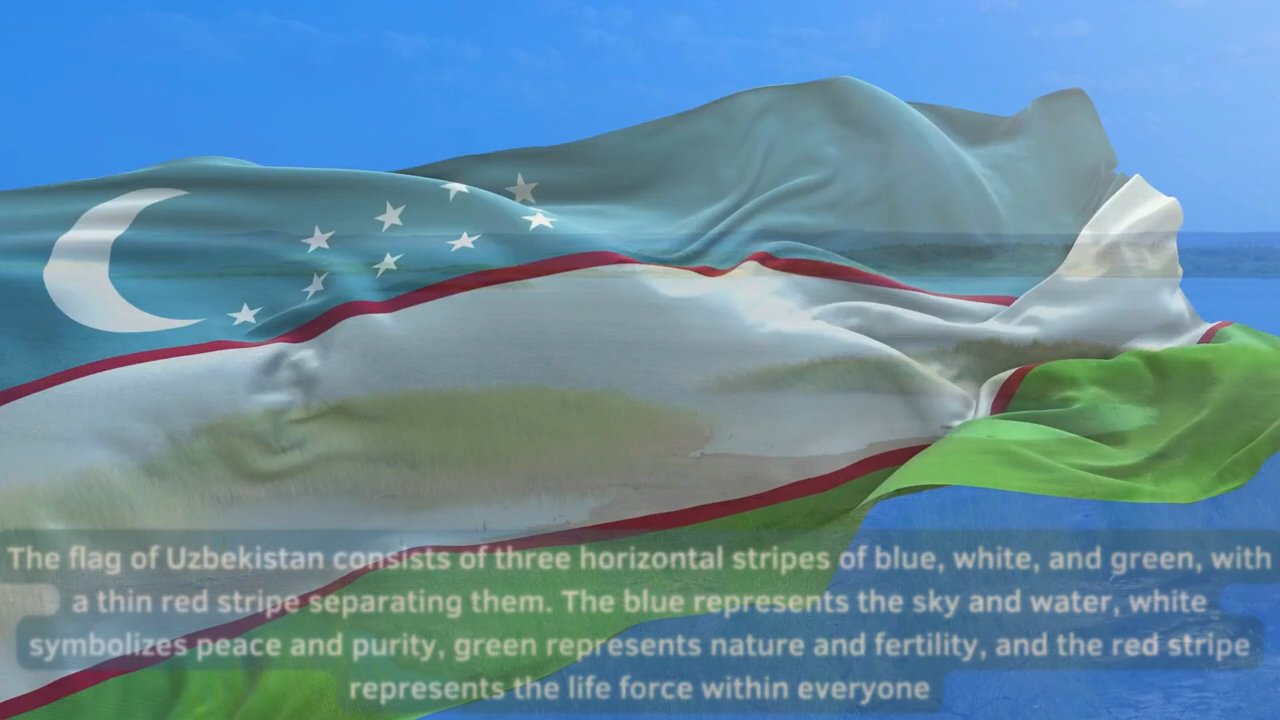 The flag of Uzbekistan consists of three horizontal stripes of blue, white, and green, with
a thin red stripe separating them. The blue represents the sky and water, white
symbolizes peace and purity, green represents nature and fertility, and the red stripe
represents the life force within everyone